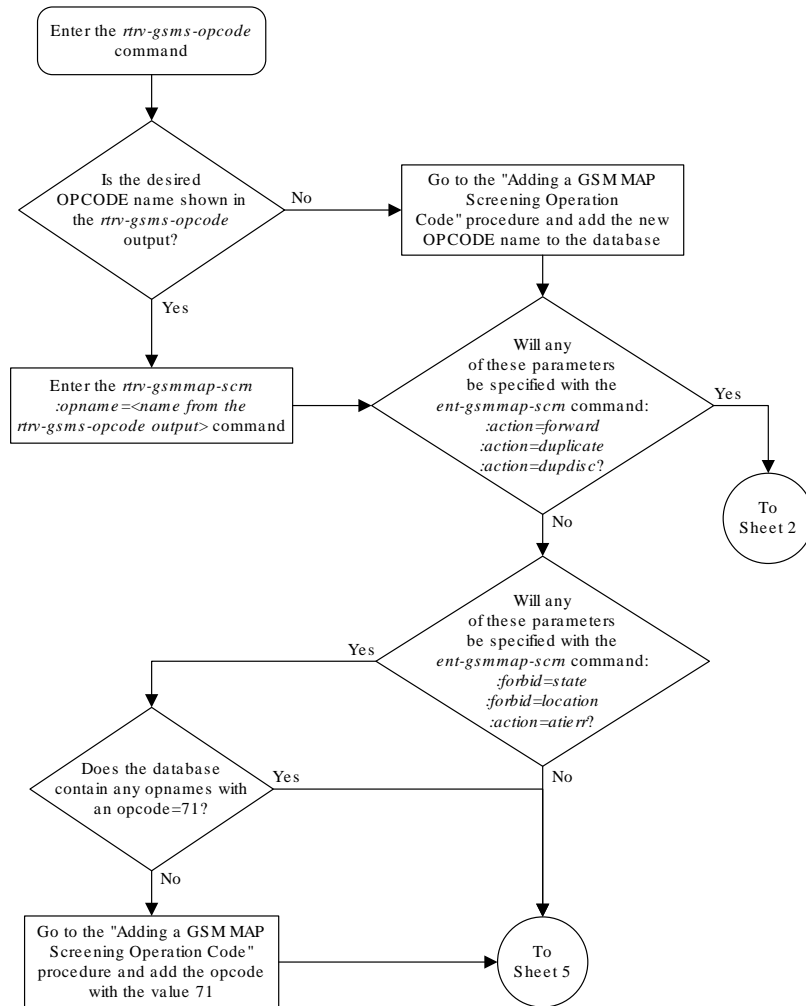 Enter the rtrv-gsms-opcode
command
Is the desired
OPCODE name shown in
the rtrv-gsms-opcode
output?
No
Go to the "Adding a GSM MAP
Screening Operation
Code" procedure and add the new
OPCODE name to the database
Yes
Enter the rtrv-gsmmap-scrn
:opname=<name from the
rtrv-gsms-opcode output> command
Will any
of these parameters
be specified with the
ent-gsmmap-scrn command:
:action=forward
:action=duplicate
:action=dupdisc?
Yes
To
Sheet 2
No
Will any
of these parameters
be specified with the
ent-gsmmap-scrn command:
:forbid=state
:forbid=location
:action=atierr?
Yes
No
Does the database
contain any opnames with
an opcode=71?
Yes
No
Go to the "Adding a GSM MAP
Screening Operation Code"
procedure and add the opcode
with the value 71
To
Sheet 5